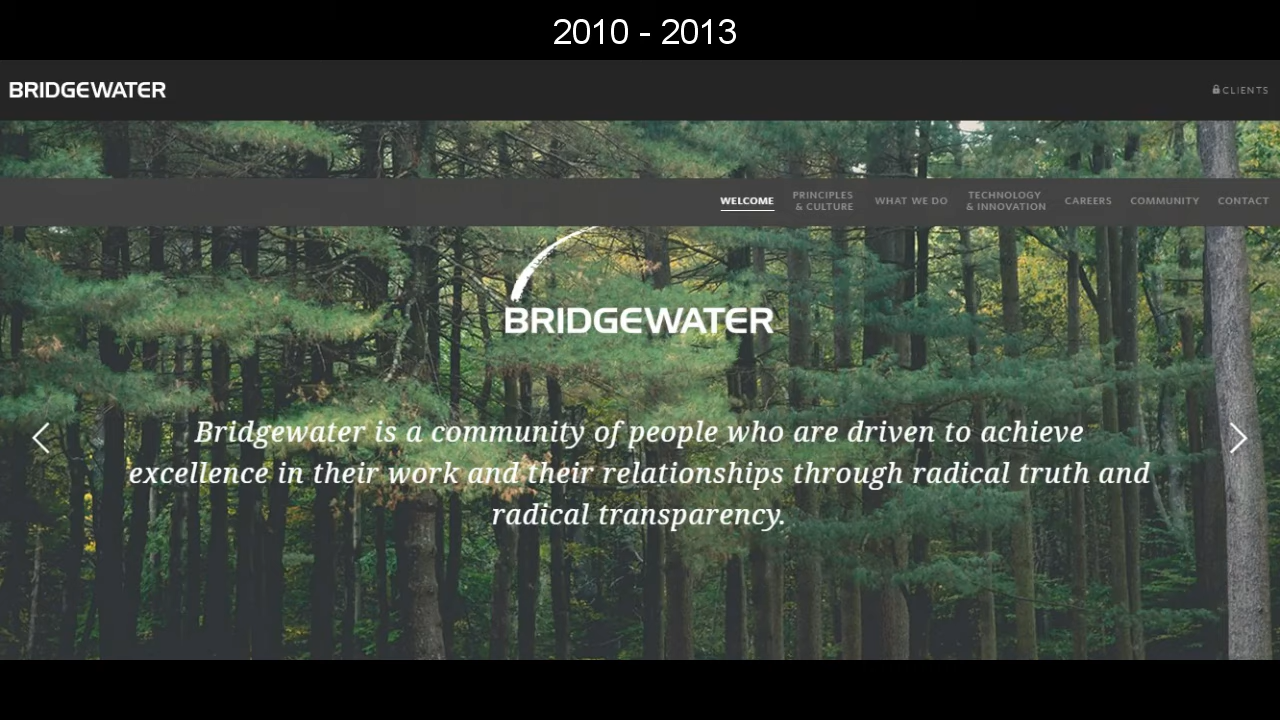 2010 - 2013
BRIDGEWATER
CLIENTS
WELCOME
PRINCIPLES
& CULTURE
WHAT WE DO
TECHNOLOGY
& INNOVATION
CAREERS
COMMUNITY
CONTACT
BRIDGEWATER
Bridgewater is a community of people who are driven to achieve
excellence in their work and their relationships through radical truth and
radical transparency.